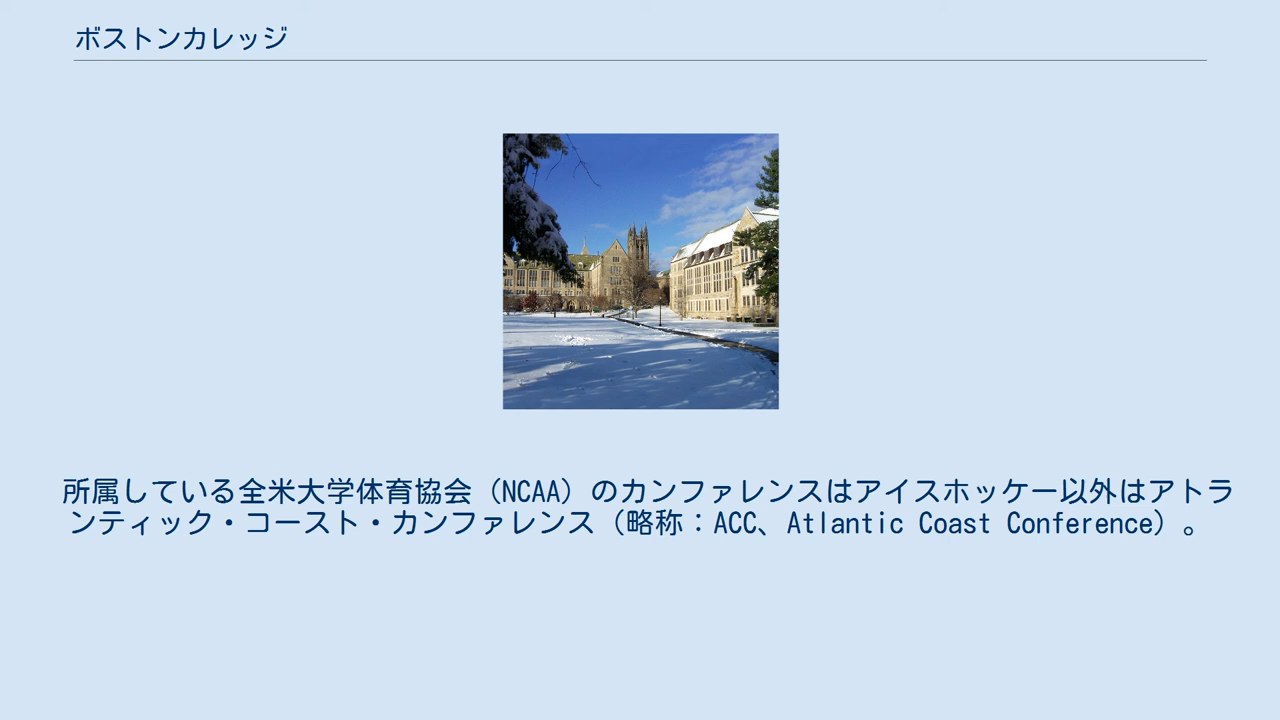 ボストンカレッジ
所属している全米大学体育協会（NCAA）のカンファレンスはアイスホッケー以外はアトラ
ンティック・コースト・カンファレンス（略称：ACC、Atlantic Coast Conference）。